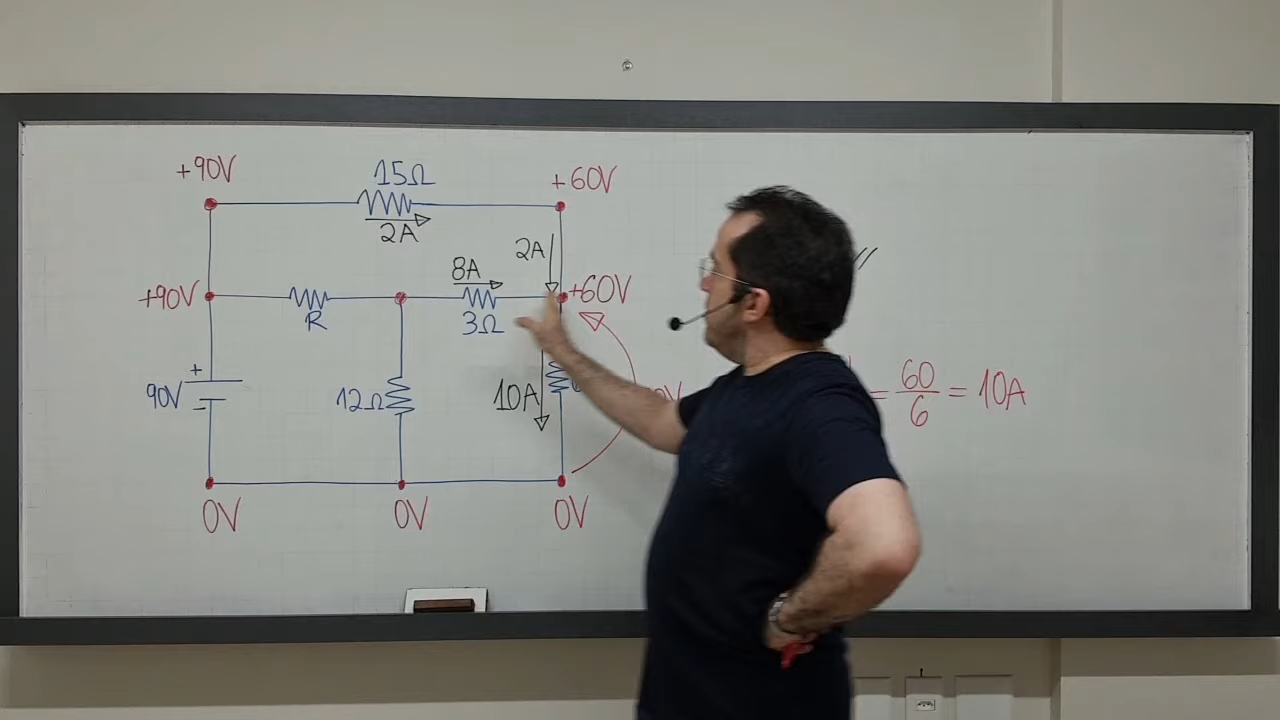 +90V
15Ω
+60V
2A
2A
8A
+90V
+60V
R
3Ω
+
90V
-
12Ω
10A
= 60/6 = 10A
0V
0V
0V